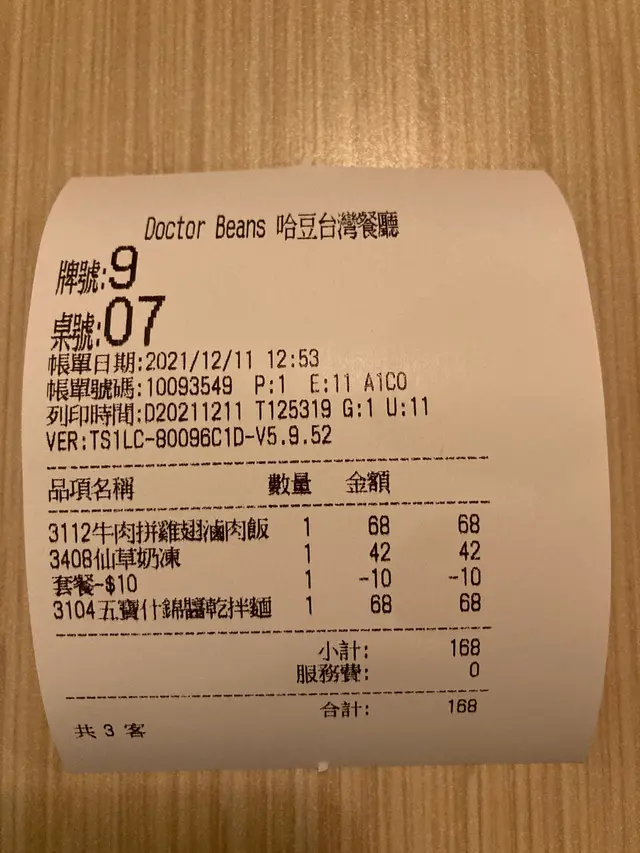 Doctor Beans 哈豆台灣餐廳
牌號:9
桌號:07
帳單日期:2021/12/11 12:53
帳單號碼:10093549 P:1 E:11 A1CO
列印時間:D20211211 T125319 G:1 U:11
VER:TS1LC-80096C1D-V5.9.52
品項名稱 數量 金額
3112牛肉拼雞翅滷肉飯 1 68 68
3408仙草奶凍 1 42 42
套餐-$10 1 -10 -10
3104五寶什錦醬乾拌麵 1 68 68
小計: 168
服務費: 0
合計: 168
共 3 客